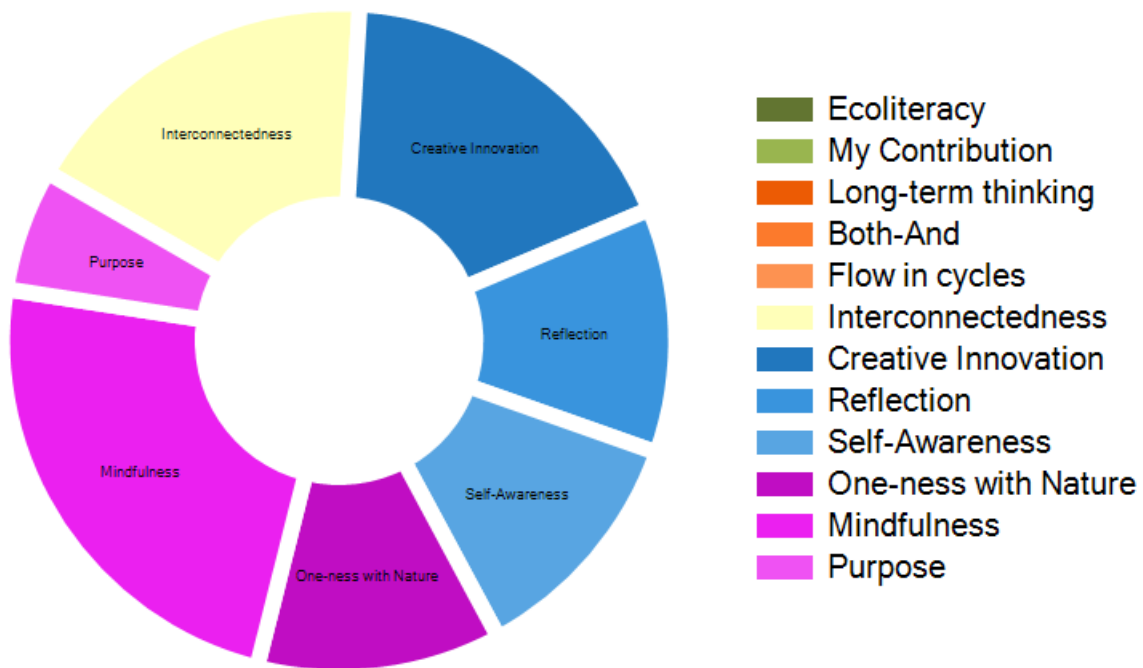 Interconnectedness
Creative Innovation
Purpose
Reflection
Mindfulness
Self-Awareness
One-ness with Nature
Ecoliteracy
My Contribution
Long-term thinking
Both-And
Flow in cycles
Interconnectedness
Creative Innovation
Reflection
Self-Awareness
One-ness with Nature
Mindfulness
Purpose